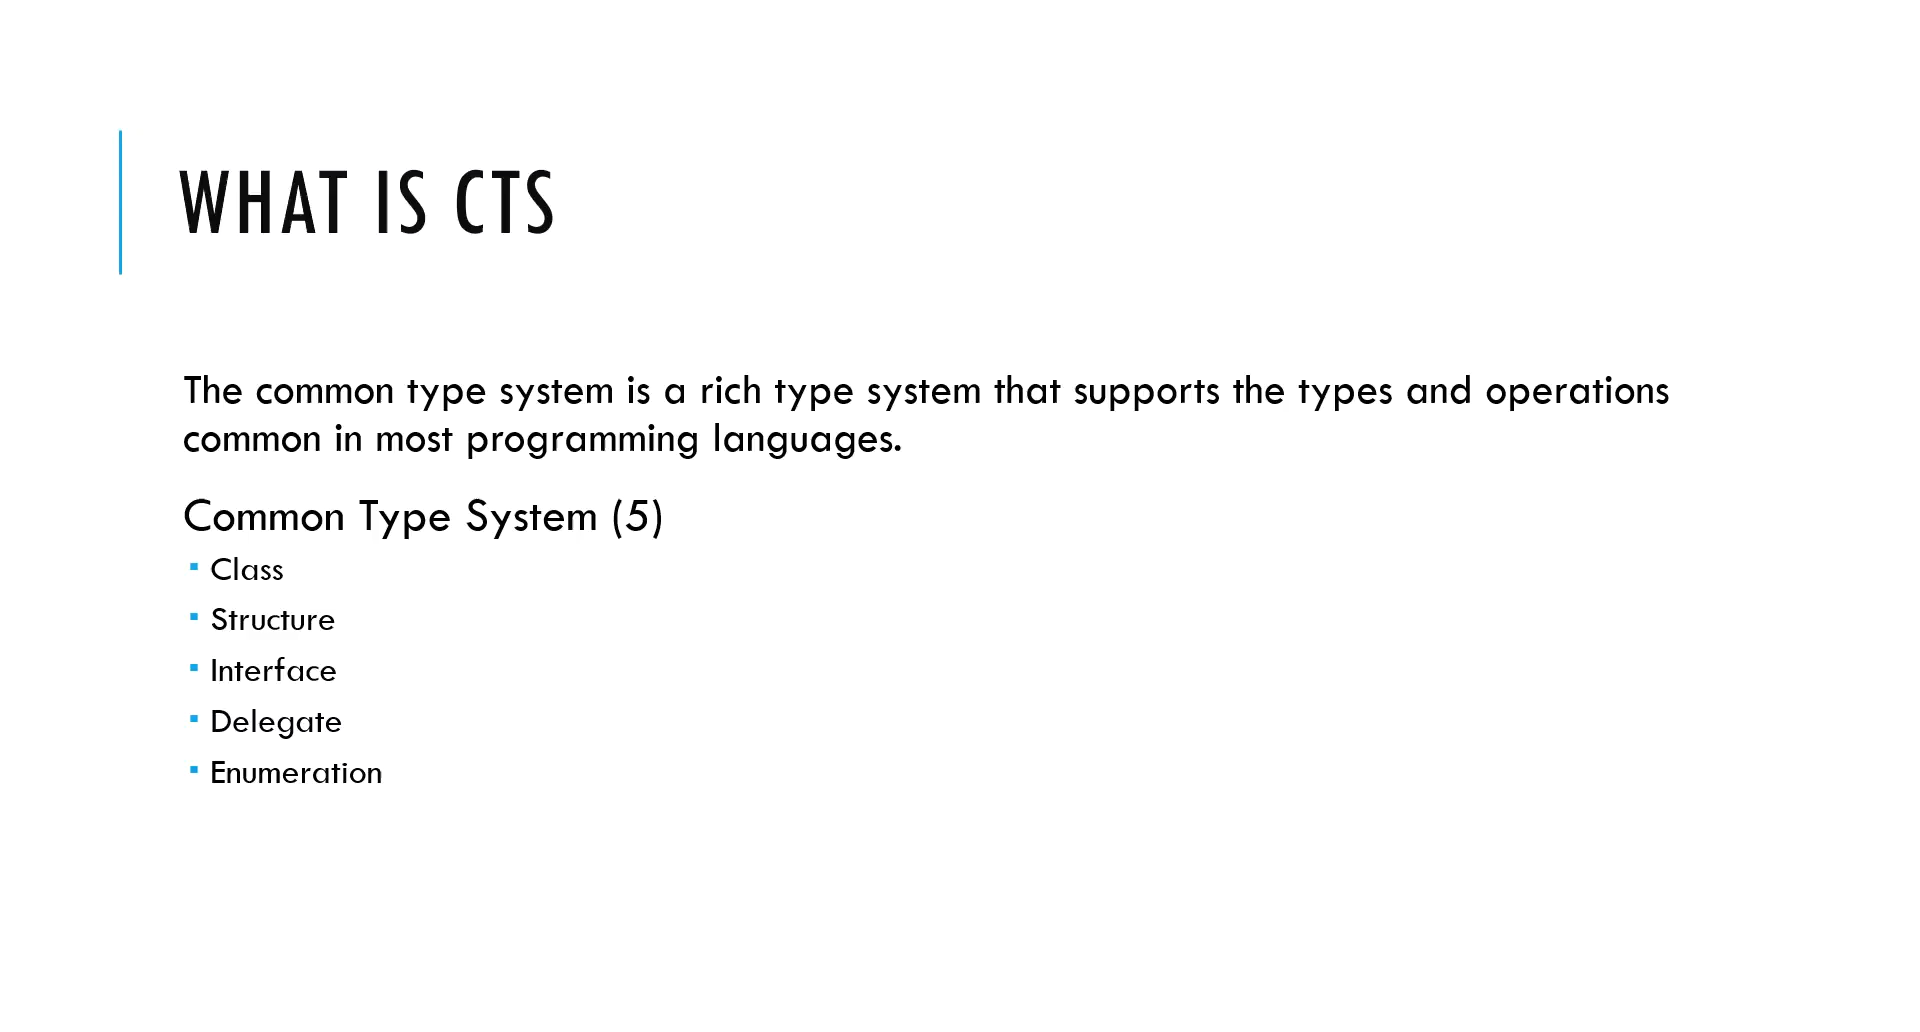 WHAT IS CTS
The common type system is a rich type system that supports the types and operations
common in most programming languages.
Common Type System (5)
▪ Class
▪ Structure
▪ Interface
▪ Delegate
▪ Enumeration